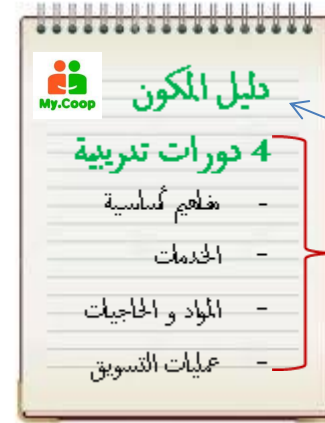 دليل المكون
My.Coop
4 دورات تدريبية
- مفاهيم أساسية
- الخدمات
- المواد و الحاجيات
- عمليات التسويق